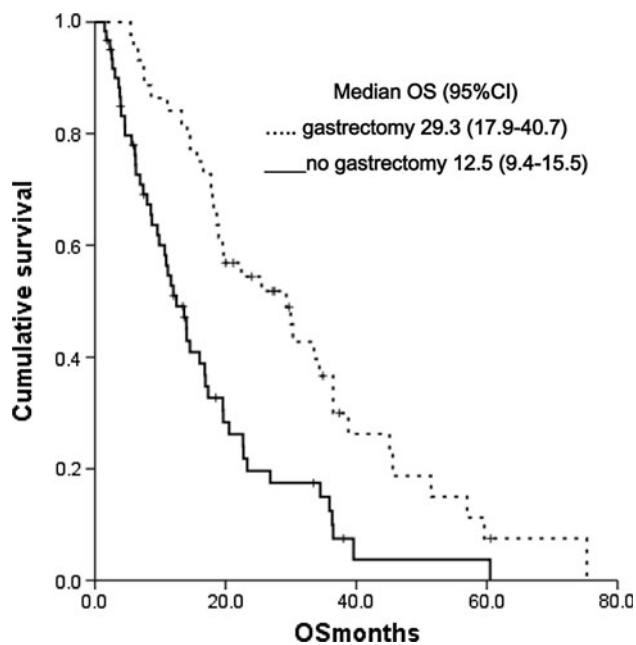 1.0
0.8
0.6
0.4
0.2
0.0
Cumulative survival
Median OS (95%CI)
gastrectomy 29.3 (17.9-40.7)
no gastrectomy 12.5 (9.4-15.5)
0.0 20.0 40.0 60.0 80.0
OSmonths